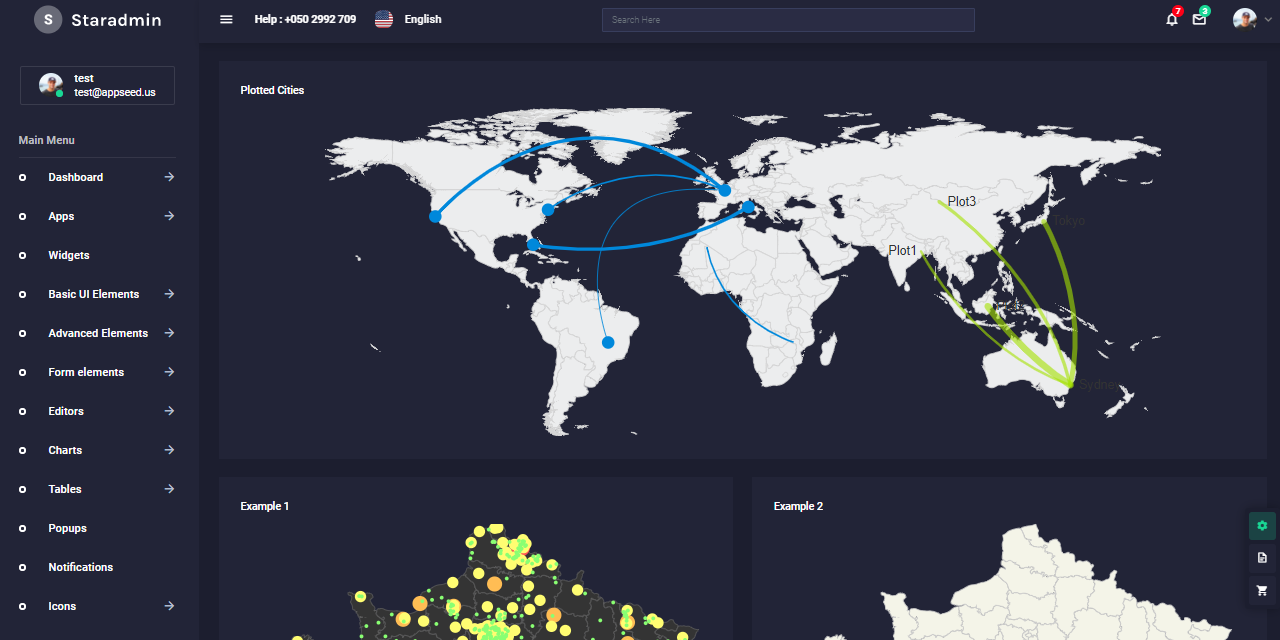 S Staradmin
Help : +050 2992 709
English
Search Here
7
3
test
test@appseed.us
Main Menu
Dashboard
Apps
Widgets
Basic UI Elements
Advanced Elements
Form elements
Editors
Charts
Tables
Popups
Notifications
Icons
Plotted Cities
Plot3
Tokyo
Plot1
Sydney
Example 1
Example 2